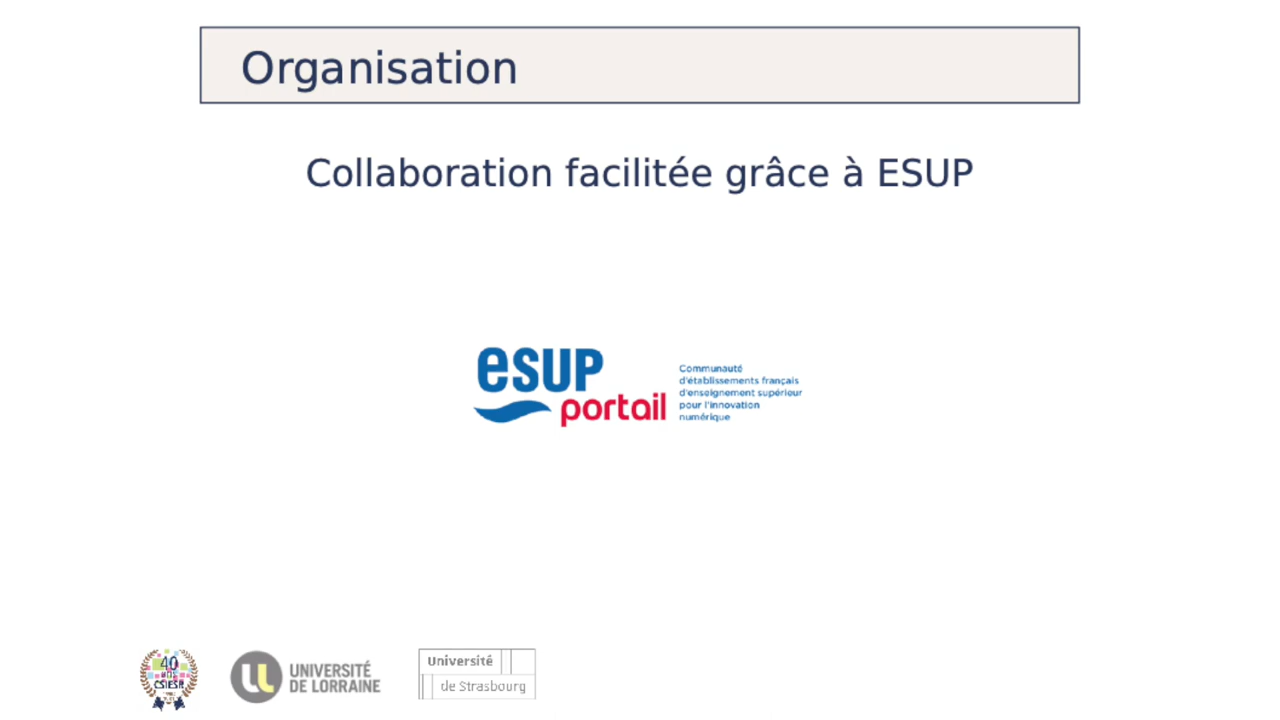 Organisation
Collaboration facilitée grâce à ESUP
esup
portail
Communauté
d'établissements français
d'enseignement supérieur
pour l'innovation
numérique
40
ans
CSIESR
UNIVERSITÉ
DE LORRAINE
Université
de Strasbourg